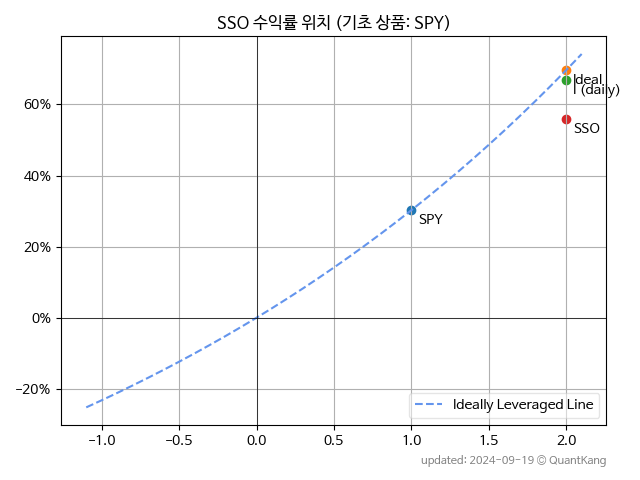 SSO 수익률 위치 (기초 상품: SPY)
60%
40%
20%
0%
−20%
Ideal
I (daily)
SSO
SPY
Ideally Leveraged Line
−1.0 −0.5 0.0 0.5 1.0 1.5 2.0
updated: 2024-09-19 © QuantKang